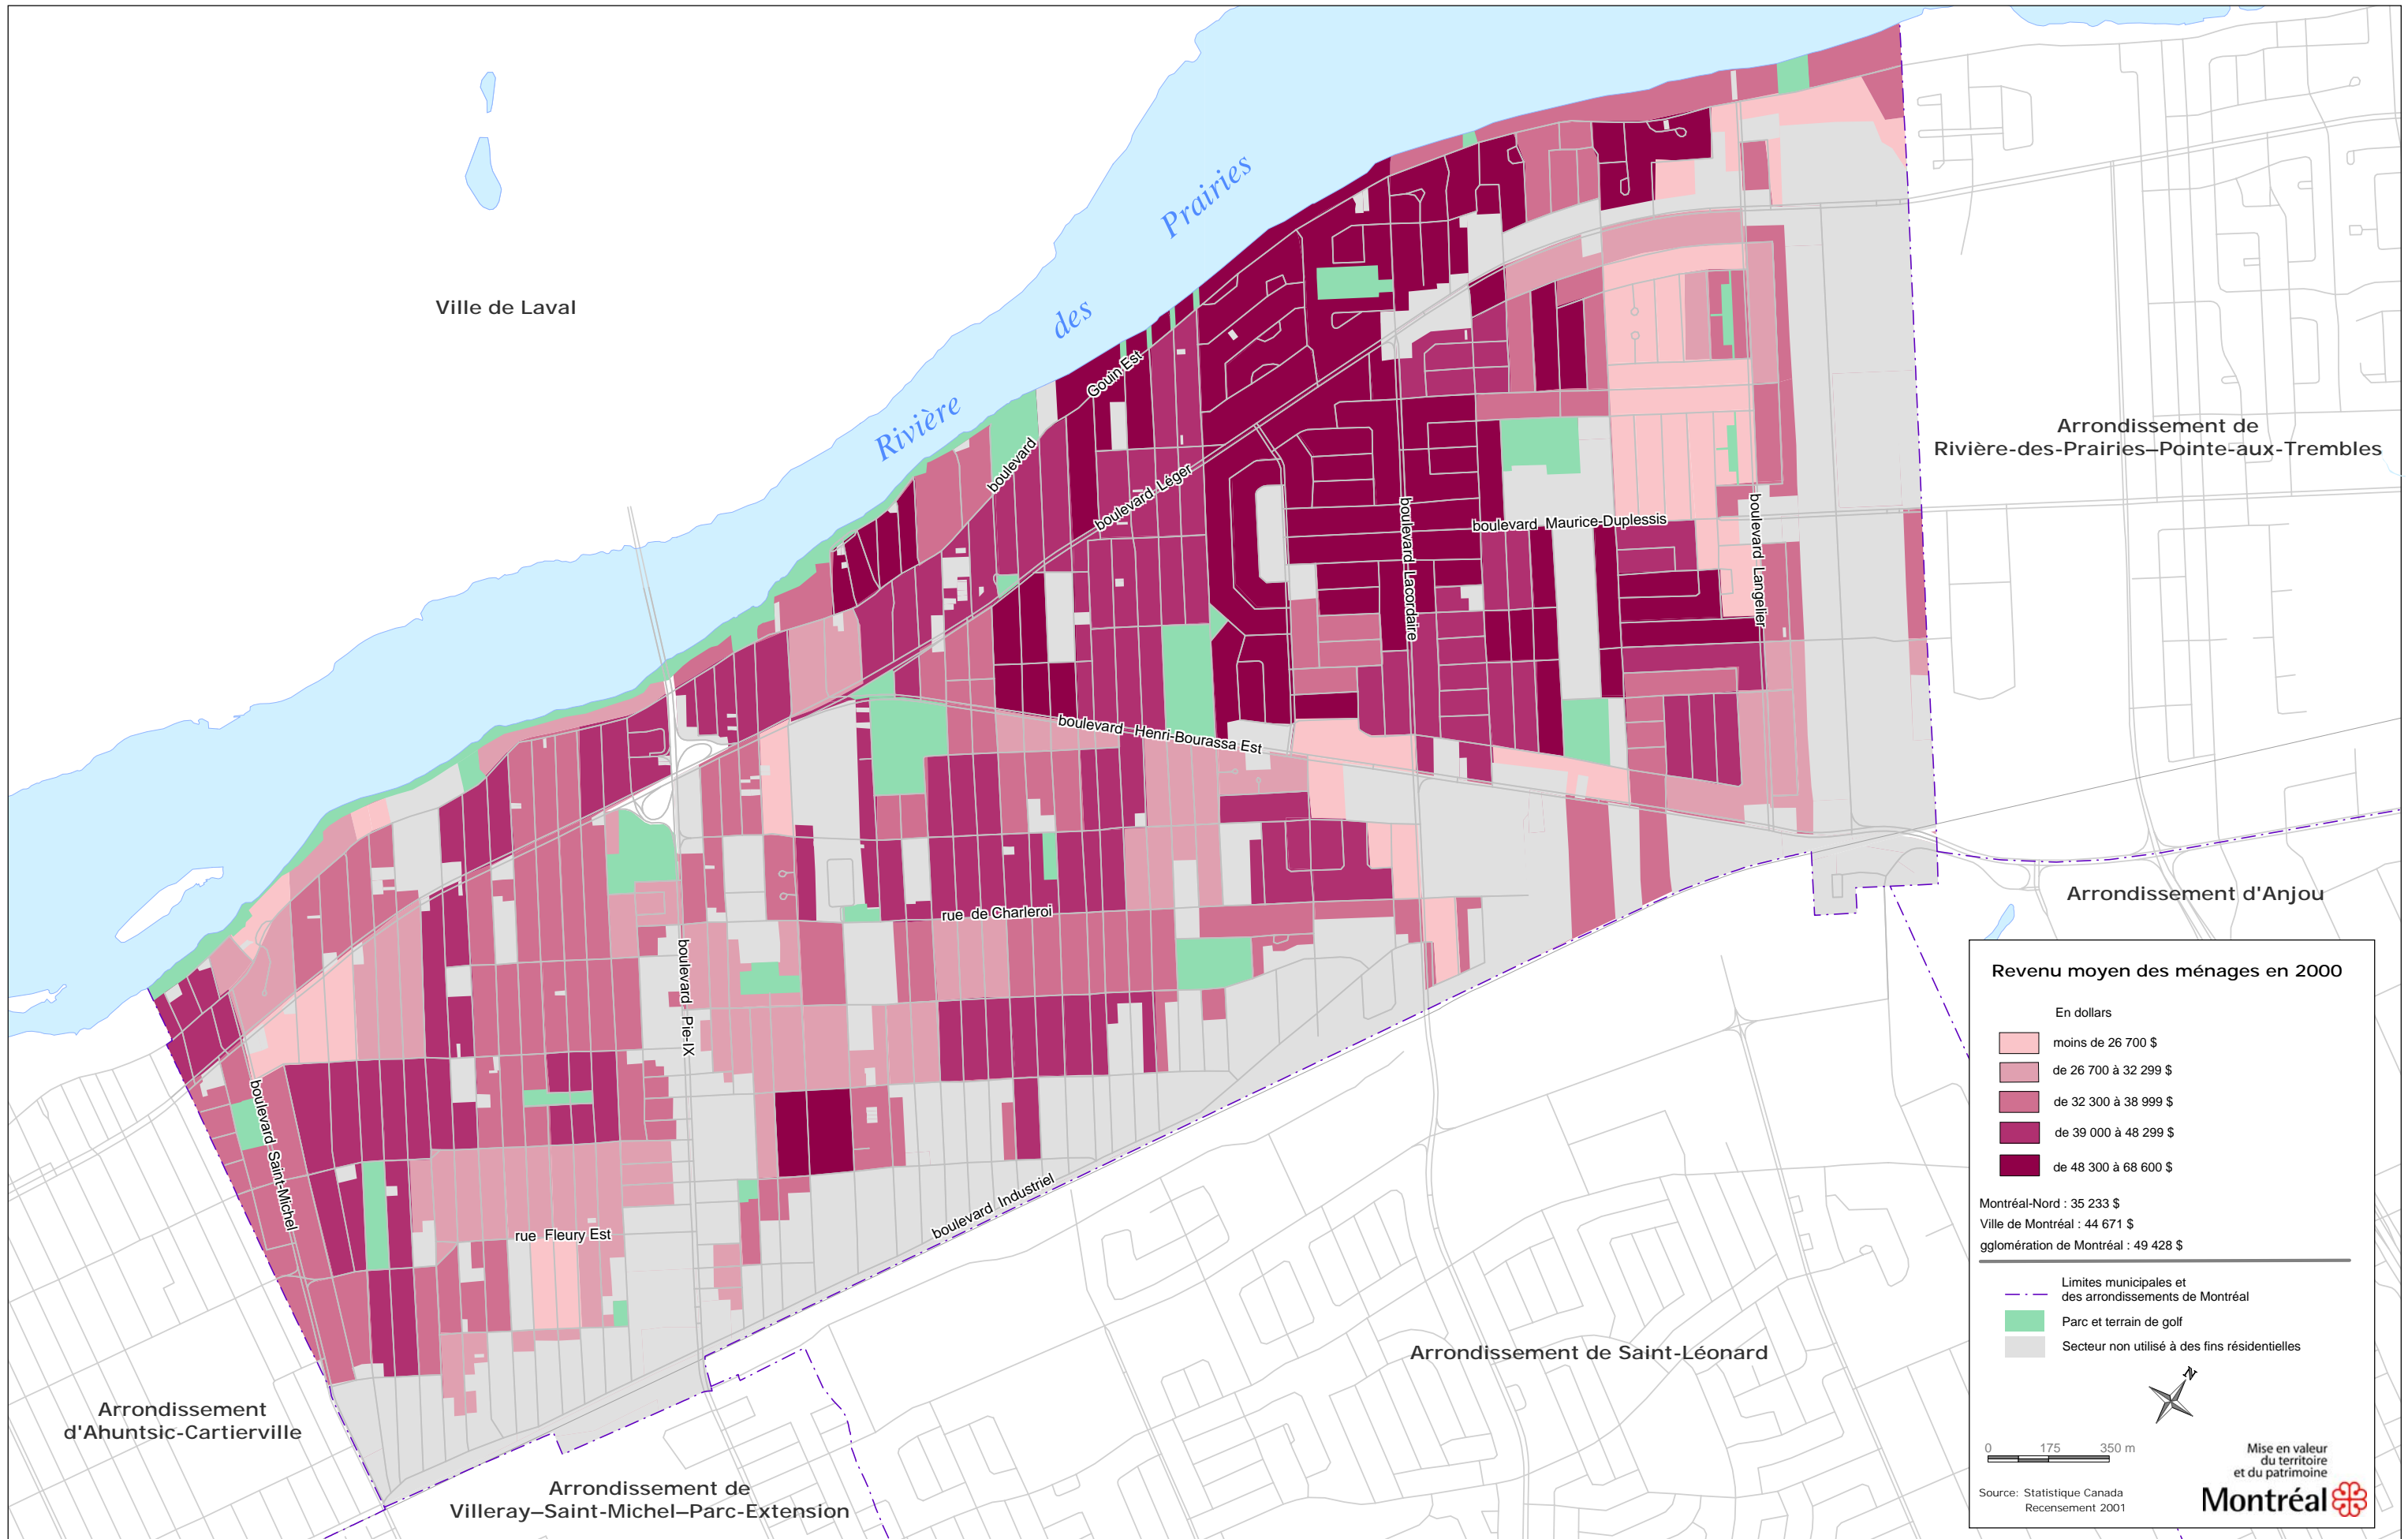 Ville de Laval
Rivière des Prairies
boulevard Gouin Est
boulevard Léger
boulevard Maurice-Duplessis
boulevard Lacordaire
boulevard Langelier
boulevard Henri-Bourassa Est
rue de Charleroi
boulevard Pie-IX
boulevard Saint-Michel
rue Fleury Est
boulevard Industriel
Arrondissement de
Rivière-des-Prairies–Pointe-aux-Trembles
Arrondissement d'Anjou
Arrondissement de Saint-Léonard
Arrondissement
d'Ahuntsic-Cartierville
Arrondissement de
Villeray–Saint-Michel–Parc-Extension
Revenu moyen des ménages en 2000
En dollars
moins de 26 700 $
de 26 700 à 32 299 $
de 32 300 à 38 999 $
de 39 000 à 48 299 $
de 48 300 à 68 600 $
Montréal-Nord : 35 233 $
Ville de Montréal : 44 671 $
gglomération de Montréal : 49 428 $
Limites municipales et
des arrondissements de Montréal
Parc et terrain de golf
Secteur non utilisé à des fins résidentielles
N
0 175 350 m
Mise en valeur
du territoire
et du patrimoine
Source: Statistique Canada
Recensement 2001
Montréal